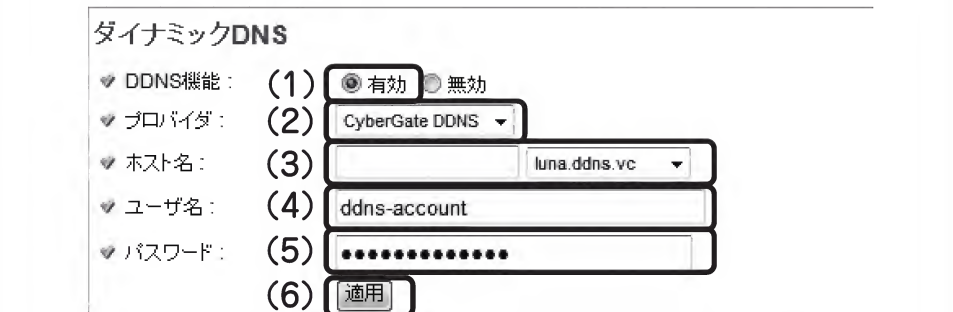 ダイナミックDNS
DDNS機能: (1) 有効 無効
プロバイダ: (2) CyberGate DDNS
ホスト名: (3) luna.ddns.vc
ユーザ名: (4) ddns-account
パスワード: (5) •••••••••••••
(6) 適用